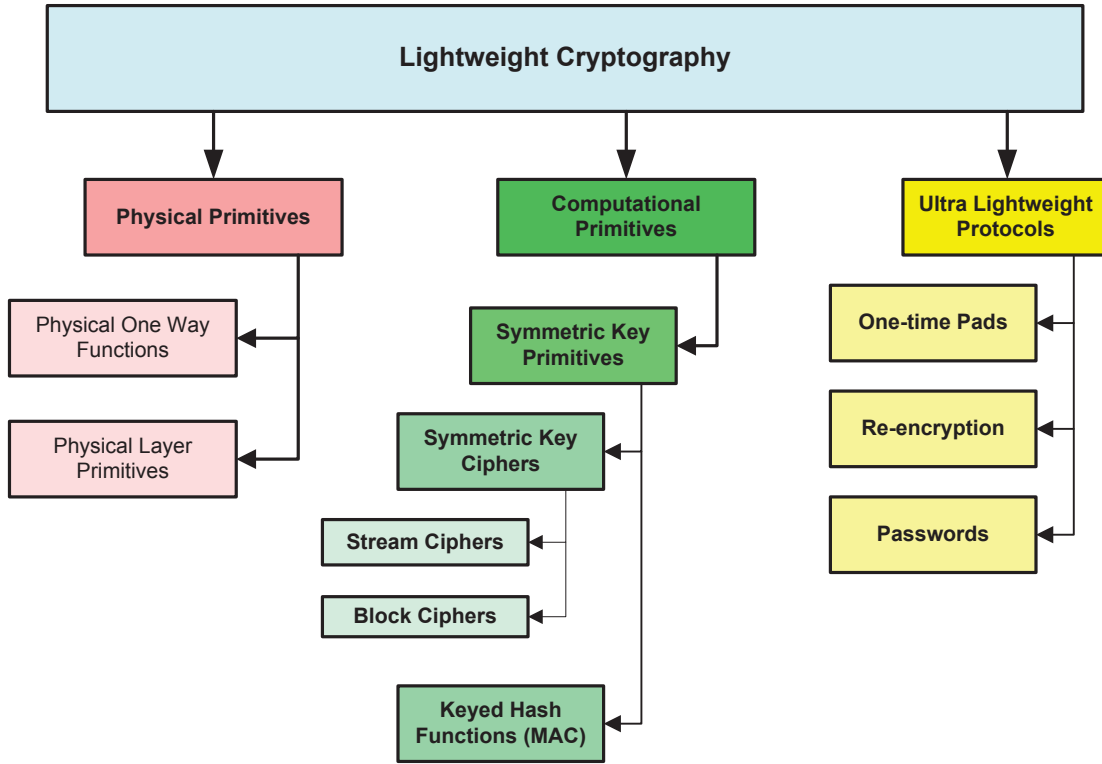 Lightweight Cryptography
Physical Primitives
Computational
Primitives
Ultra Lightweight
Protocols
Physical One Way
Functions
Physical Layer
Primitives
Symmetric Key
Primitives
Symmetric Key
Ciphers
Stream Ciphers
Block Ciphers
Keyed Hash
Functions (MAC)
One-time Pads
Re-encryption
Passwords